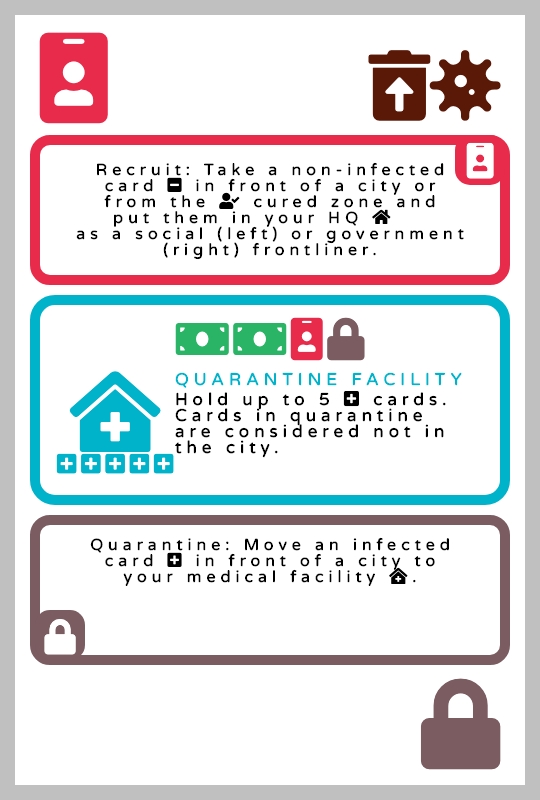 Recruit: Take a non-infected
card in front of a city or
from the cured zone and
put them in your HQ
as a social (left) or government
(right) frontliner.
QUARANTINE FACILITY
Hold up to 5 cards.
Cards in quarantine
are considered not in
the city.
Quarantine: Move an infected
card in front of a city to
your medical facility .